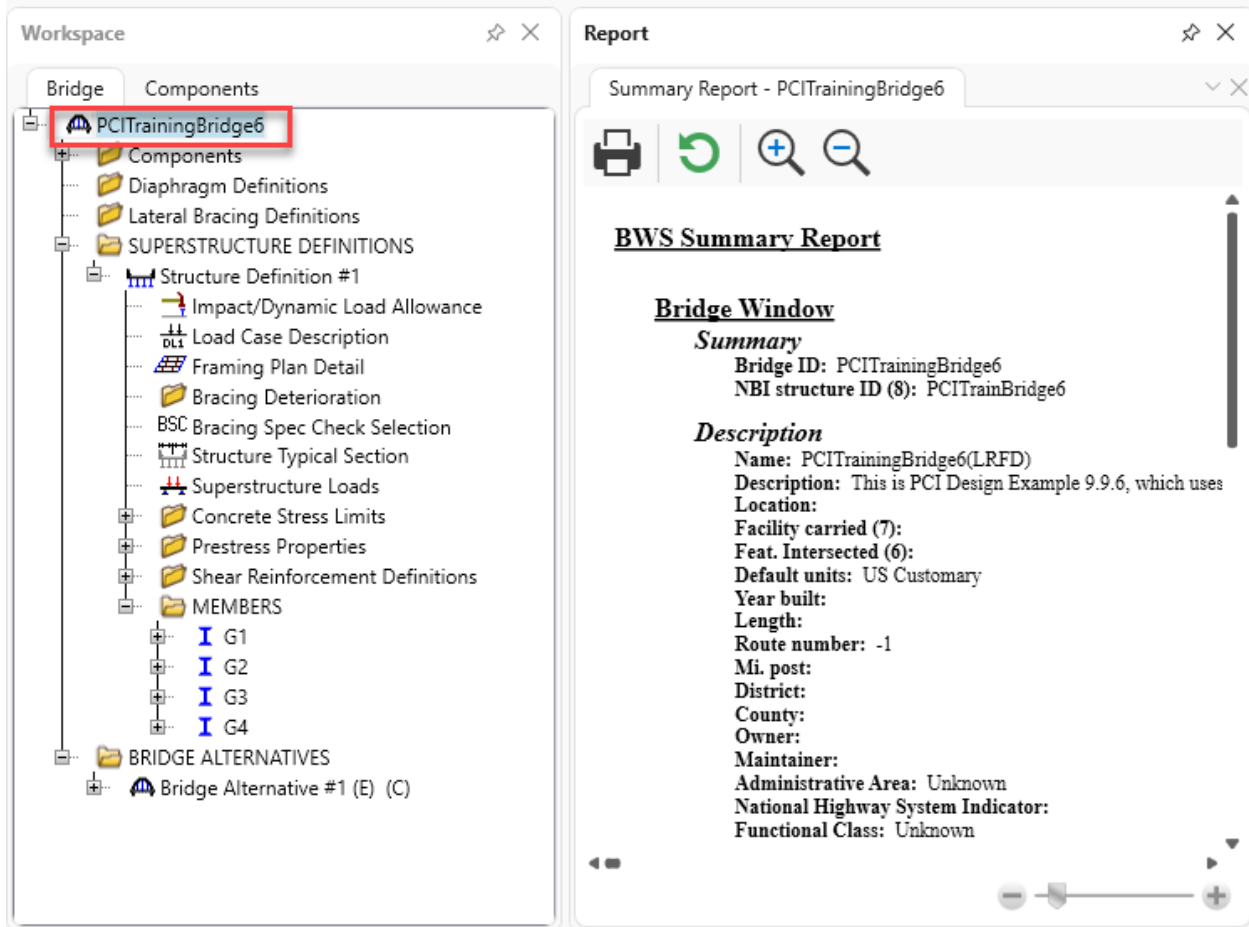 Workspace
Bridge Components
PCITrainingBridge6
Components
Diaphragm Definitions
Lateral Bracing Definitions
SUPERSTRUCTURE DEFINITIONS
Structure Definition #1
Impact/Dynamic Load Allowance
DL1 Load Case Description
Framing Plan Detail
Bracing Deterioration
BSC Bracing Spec Check Selection
Structure Typical Section
Superstructure Loads
Concrete Stress Limits
Prestress Properties
Shear Reinforcement Definitions
MEMBERS
G1
G2
G3
G4
BRIDGE ALTERNATIVES
Bridge Alternative #1 (E) (C)
Report
Summary Report - PCITrainingBridge6
BWS Summary Report
Bridge Window
Summary
Bridge ID: PCITrainingBridge6
NBI structure ID (8): PCITrainBridge6
Description
Name: PCITrainingBridge6(LRFD)
Description: This is PCI Design Example 9.9.6, which uses
Location:
Facility carried (7):
Feat. Intersected (6):
Default units: US Customary
Year built:
Length:
Route number: -1
Mi. post:
District:
County:
Owner:
Maintainer:
Administrative Area: Unknown
National Highway System Indicator:
Functional Class: Unknown